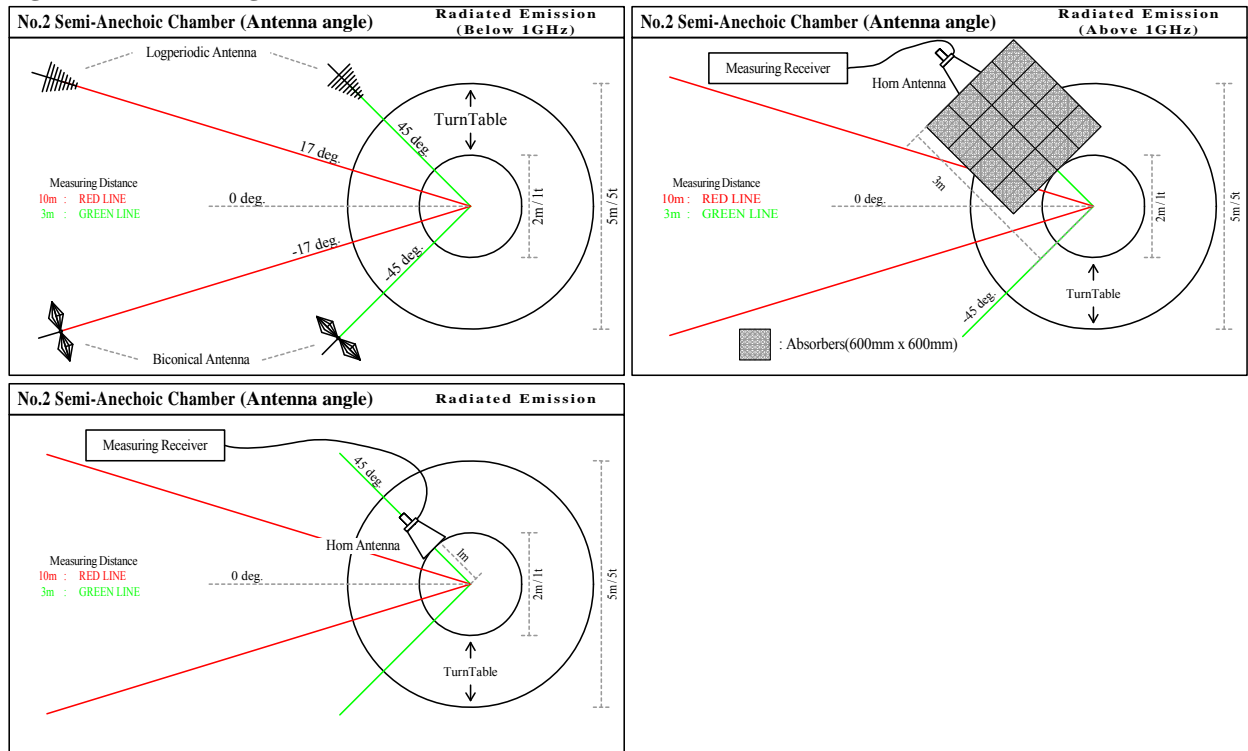 No.2 Semi-Anechoic Chamber (Antenna angle)
Radiated Emission
(Below 1GHz)
Logperiodic Antenna
TurnTable
45 deg.
17 deg.
Measuring Distance
10m : RED LINE
3m : GREEN LINE
0 deg.
2m / 1t
5m / 5t
-17 deg.
-45 deg.
Biconical Antenna
No.2 Semi-Anechoic Chamber (Antenna angle)
Radiated Emission
(Above 1GHz)
Measuring Receiver
Horn Antenna
3m
Measuring Distance
10m : RED LINE
3m : GREEN LINE
0 deg.
2m / 1t
5m / 5t
-45 deg.
TurnTable
: Absorbers(600mm x 600mm)
No.2 Semi-Anechoic Chamber (Antenna angle)
Radiated Emission
Measuring Receiver
45 deg.
Horn Antenna
1m
Measuring Distance
10m : RED LINE
3m : GREEN LINE
0 deg.
2m / 1t
5m / 5t
TurnTable